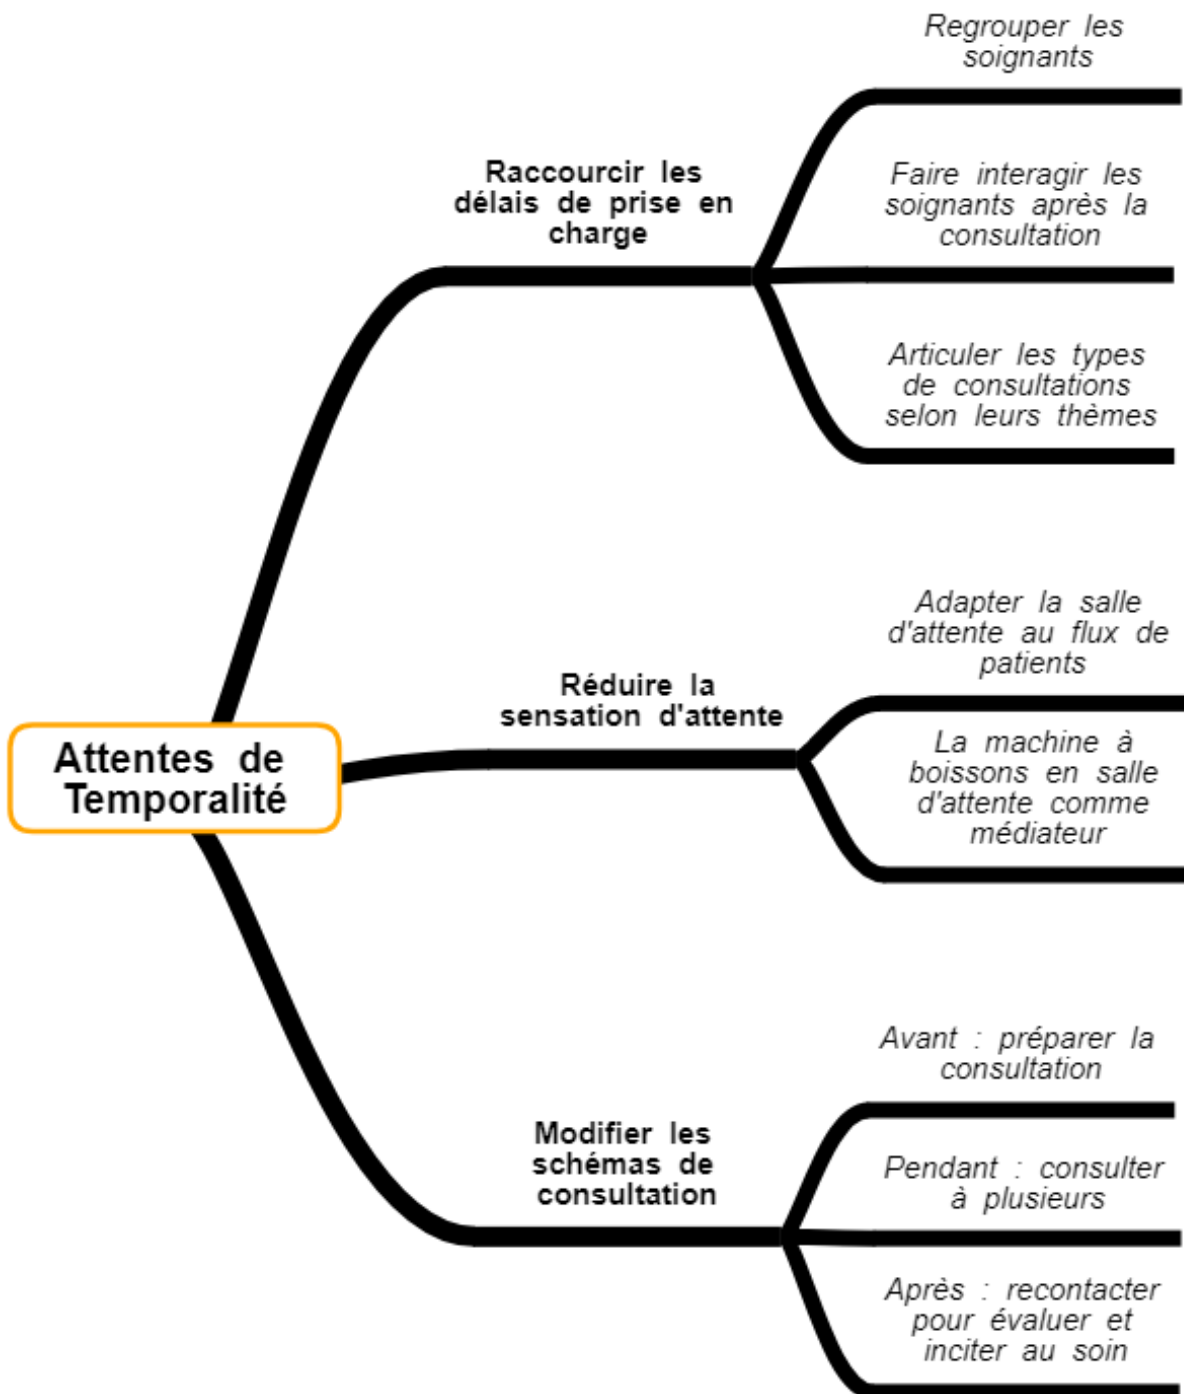 Regrouper les
soignants
Raccourcir les
délais de prise en
charge
Faire interagir les
soignants après la
consultation
Articuler les types
de consultations
selon leurs thèmes
Adapter la salle
d'attente au flux de
patients
Réduire la
sensation d'attente
La machine à
boissons en salle
d'attente comme
médiateur
Attentes de
Temporalité
Avant : préparer la
consultation
Modifier les
schémas de
consultation
Pendant : consulter
à plusieurs
Après : recontacter
pour évaluer et
inciter au soin